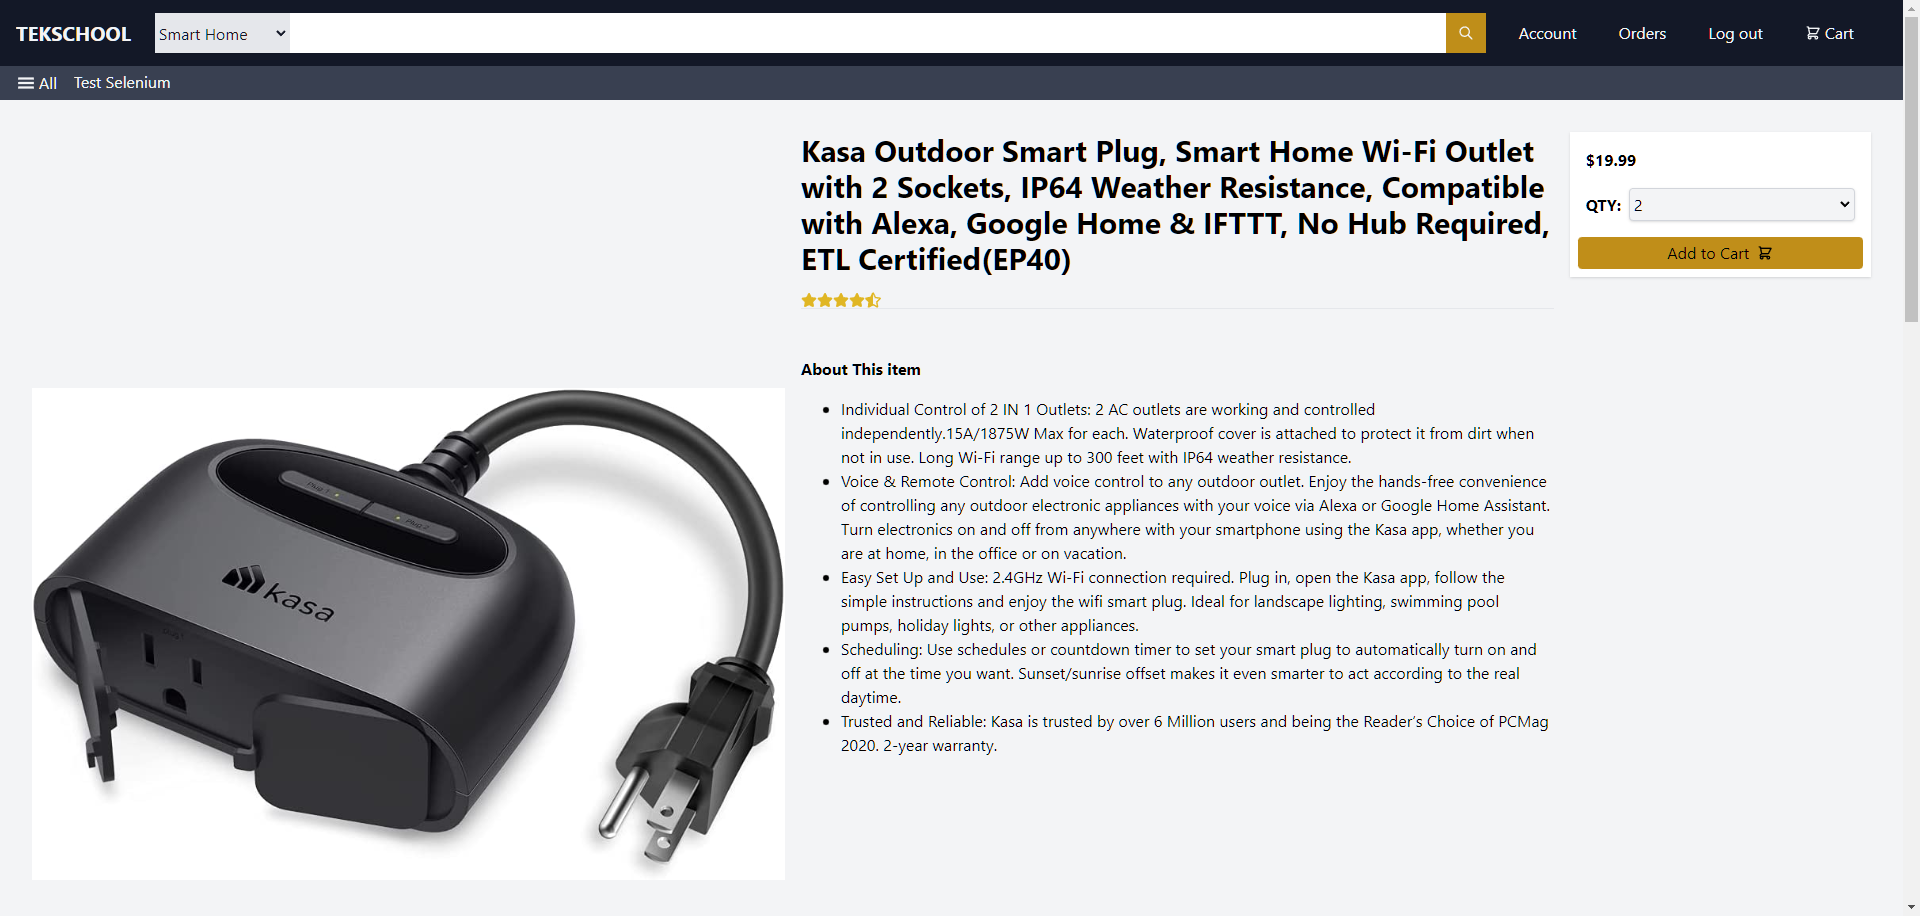 TEKSCHOOL
Smart Home
Account
Orders
Log out
Cart
All
Test Selenium
Kasa Outdoor Smart Plug, Smart Home Wi-Fi Outlet
with 2 Sockets, IP64 Weather Resistance, Compatible
with Alexa, Google Home & IFTTT, No Hub Required,
ETL Certified(EP40)
$19.99
QTY:
2
Add to Cart
About This item
Individual Control of 2 IN 1 Outlets: 2 AC outlets are working and controlled
independently.15A/1875W Max for each. Waterproof cover is attached to protect it from dirt when
not in use. Long Wi-Fi range up to 300 feet with IP64 weather resistance.
Voice & Remote Control: Add voice control to any outdoor outlet. Enjoy the hands-free convenience
of controlling any outdoor electronic appliances with your voice via Alexa or Google Home Assistant.
Turn electronics on and off from anywhere with your smartphone using the Kasa app, whether you
are at home, in the office or on vacation.
Easy Set Up and Use: 2.4GHz Wi-Fi connection required. Plug in, open the Kasa app, follow the
simple instructions and enjoy the wifi smart plug. Ideal for landscape lighting, swimming pool
pumps, holiday lights, or other appliances.
Scheduling: Use schedules or countdown timer to set your smart plug to automatically turn on and
off at the time you want. Sunset/sunrise offset makes it even smarter to act according to the real
daytime.
Trusted and Reliable: Kasa is trusted by over 6 Million users and being the Reader’s Choice of PCMag
2020. 2-year warranty.
Plug 1
Plug 2
kasa